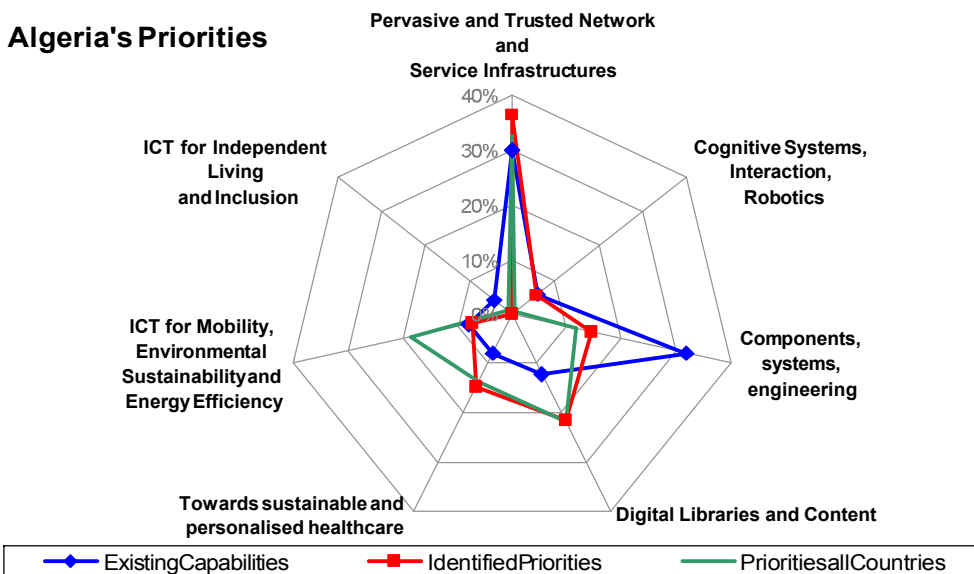 Algeria's Priorities
Pervasive and Trusted Network
and
Service Infrastructures
40%
30%
20%
10%
0%
Cognitive Systems,
Interaction,
Robotics
Components,
systems,
engineering
Digital Libraries and Content
Towards sustainable and
personalised healthcare
ICT for Mobility,
Environmental
Sustainability and
Energy Efficiency
ICT for Independent
Living
and Inclusion
ExistingCapabilities
IdentifiedPriorities
PrioritiesallCountries